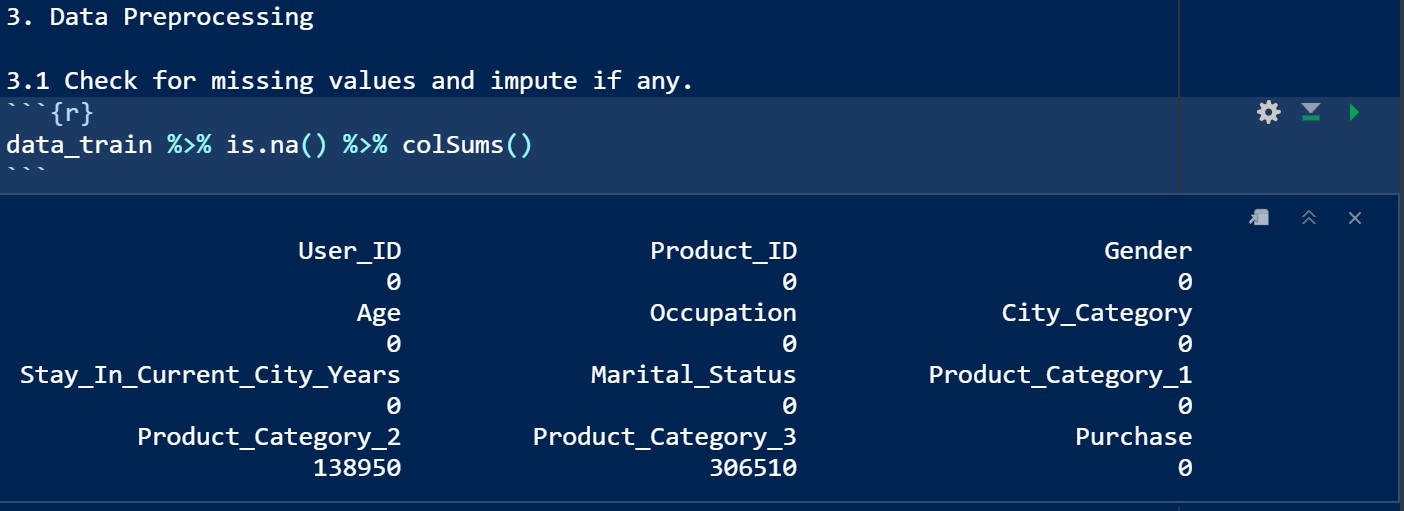 3. Data Preprocessing
3.1 Check for missing values and impute if any.
```{r}
data_train %>% is.na() %>% colSums()
```
User_ID Product_ID Gender
0 0 0
Age Occupation City_Category
0 0 0
Stay_In_Current_City_Years Marital_Status Product_Category_1
0 0 0
Product_Category_2 Product_Category_3 Purchase
138950 306510 0